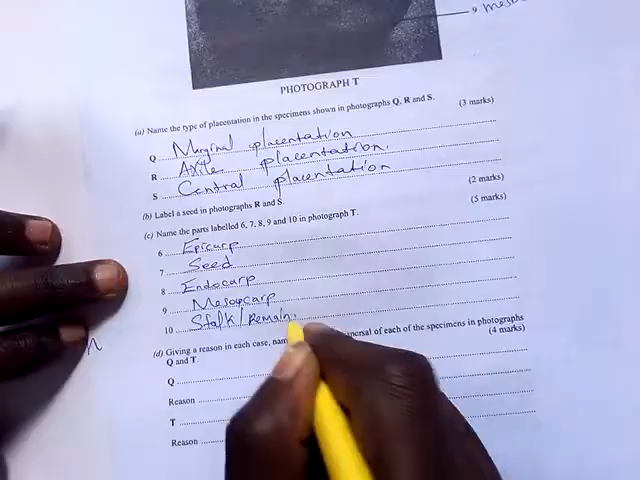 9 meso
PHOTOGRAPH T
(a) Name the type of placentation in the specimens shown in photographs Q, R and S. (3 marks)
Q Marginal placentation
R Axile placentation.
S Central placentation
(b) Label a seed in photographs R and S. (2 marks)
(c) Name the parts labelled 6, 7, 8, 9 and 10 in photograph T. (5 marks)
6 Epicarp
7 Seed
8 Endocarp
9 Mesocarp
10 Stalk/Remain
(d) Giving a reason in each case, nam persal of each of the specimens in photographs
Q and T. (4 marks)
Q
Reason
T
Reason